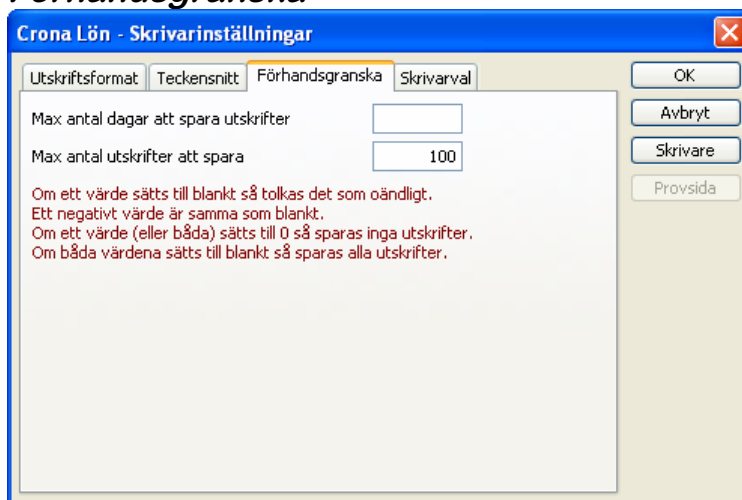 Förhandsgranska
Crona Lön - Skrivarinställningar
Utskriftsformat Teckensnitt Förhandsgranska Skrivarval
OK
Max antal dagar att spara utskrifter
Avbryt
Max antal utskrifter att spara 100
Skrivare
Provsida
Om ett värde sätts till blankt så tolkas det som oändligt.
Ett negativt värde är samma som blankt.
Om ett värde (eller båda) sätts till 0 så sparas inga utskrifter.
Om båda värdena sätts till blankt så sparas alla utskrifter.